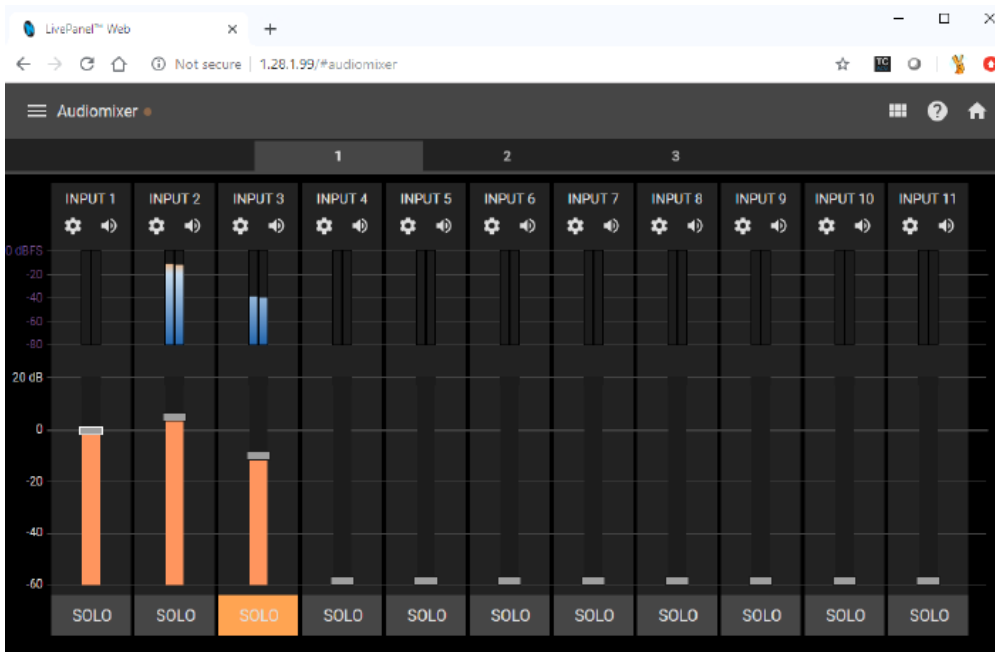 LivePanel™ Web
Not secure 1.28.1.99/#audiomixer
TC
Audiomixer
1 2 3
INPUT 1 INPUT 2 INPUT 3 INPUT 4 INPUT 5 INPUT 6 INPUT 7 INPUT 8 INPUT 9 INPUT 10 INPUT 11
0 dBFS
-20
-40
-60
-80
20 dB
0
-20
-40
-60
SOLO SOLO SOLO SOLO SOLO SOLO SOLO SOLO SOLO SOLO SOLO